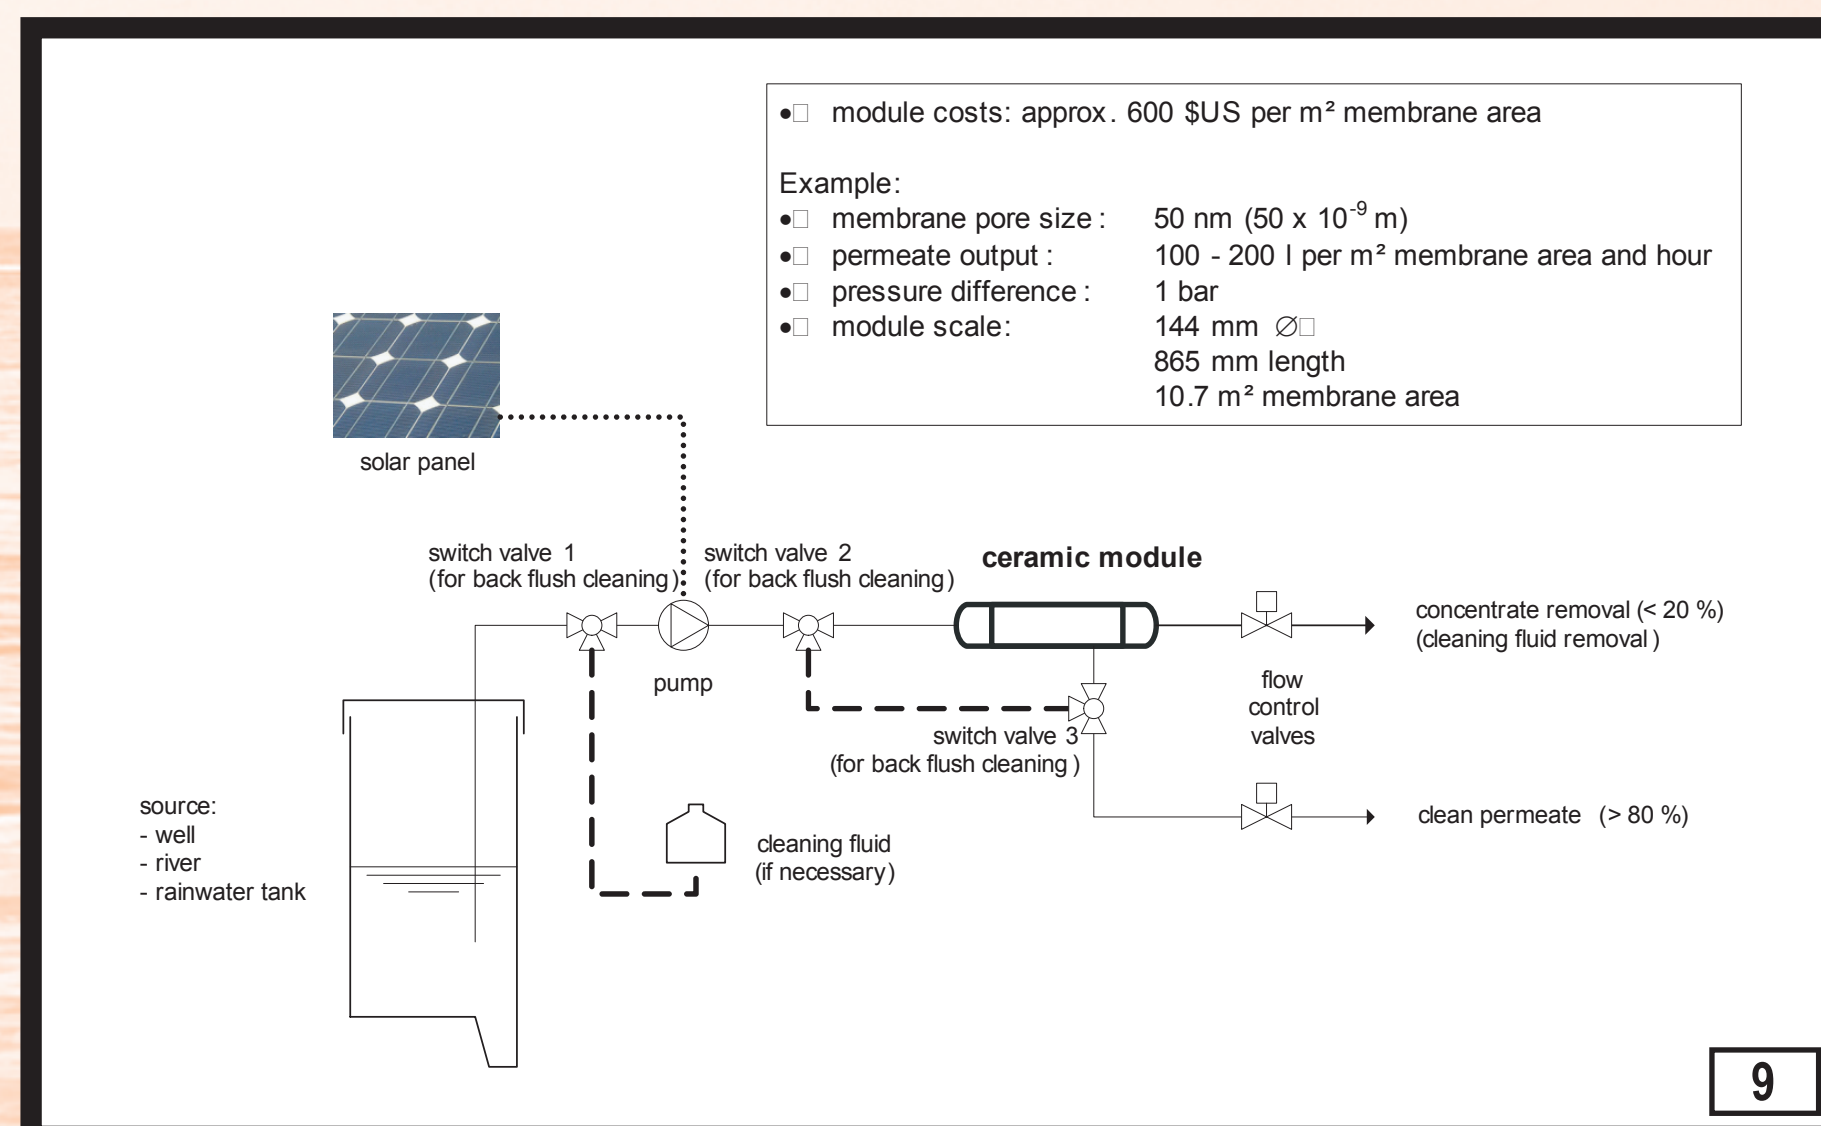 • module costs: approx. 600 $US per m² membrane area
Example:
• membrane pore size : 50 nm (50 x 10⁻⁹ m)
• permeate output : 100 - 200 l per m² membrane area and hour
• pressure difference : 1 bar
• module scale: 144 mm ∅
865 mm length
10.7 m² membrane area
solar panel
switch valve 1
(for back flush cleaning)
switch valve 2
(for back flush cleaning)
ceramic module
concentrate removal (< 20 %)
(cleaning fluid removal)
pump
flow
control
valves
switch valve 3
(for back flush cleaning)
source:
- well
- river
- rainwater tank
cleaning fluid
(if necessary)
clean permeate (> 80 %)
9